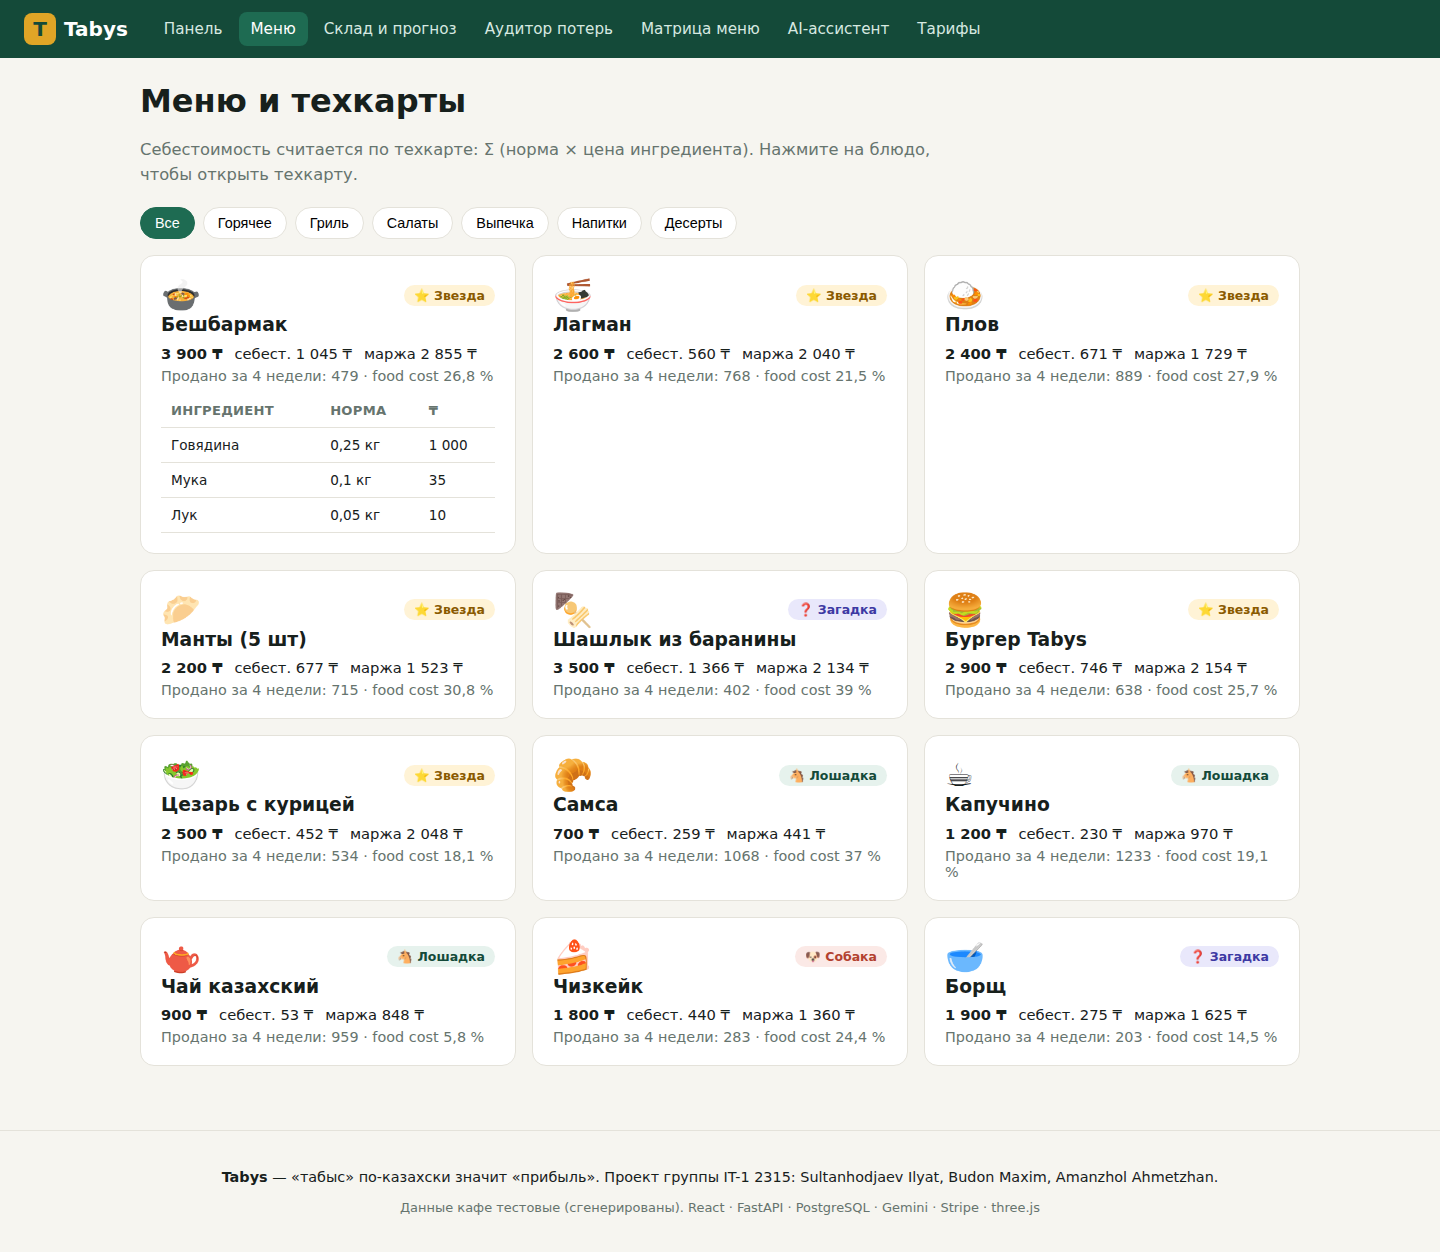 T Tabys Панель Меню Склад и прогноз Аудитор потерь Матрица меню AI-ассистент Тарифы
Меню и техкарты
Себестоимость считается по техкарте: Σ (норма × цена ингредиента). Нажмите на блюдо,
чтобы открыть техкарту.
Все Горячее Гриль Салаты Выпечка Напитки Десерты
⭐ Звезда
Бешбармак
3 900 ₸ себест. 1 045 ₸ маржа 2 855 ₸
Продано за 4 недели: 479 · food cost 26,8 %
ИНГРЕДИЕНТ НОРМА ₸
Говядина 0,25 кг 1 000
Мука 0,1 кг 35
Лук 0,05 кг 10
⭐ Звезда
Лагман
2 600 ₸ себест. 560 ₸ маржа 2 040 ₸
Продано за 4 недели: 768 · food cost 21,5 %
⭐ Звезда
Плов
2 400 ₸ себест. 671 ₸ маржа 1 729 ₸
Продано за 4 недели: 889 · food cost 27,9 %
⭐ Звезда
Манты (5 шт)
2 200 ₸ себест. 677 ₸ маржа 1 523 ₸
Продано за 4 недели: 715 · food cost 30,8 %
❓ Загадка
Шашлык из баранины
3 500 ₸ себест. 1 366 ₸ маржа 2 134 ₸
Продано за 4 недели: 402 · food cost 39 %
⭐ Звезда
Бургер Tabys
2 900 ₸ себест. 746 ₸ маржа 2 154 ₸
Продано за 4 недели: 638 · food cost 25,7 %
⭐ Звезда
Цезарь с курицей
2 500 ₸ себест. 452 ₸ маржа 2 048 ₸
Продано за 4 недели: 534 · food cost 18,1 %
🐴 Лошадка
Самса
700 ₸ себест. 259 ₸ маржа 441 ₸
Продано за 4 недели: 1068 · food cost 37 %
🐴 Лошадка
Капучино
1 200 ₸ себест. 230 ₸ маржа 970 ₸
Продано за 4 недели: 1233 · food cost 19,1
%
🐴 Лошадка
Чай казахский
900 ₸ себест. 53 ₸ маржа 848 ₸
Продано за 4 недели: 959 · food cost 5,8 %
🐶 Собака
Чизкейк
1 800 ₸ себест. 440 ₸ маржа 1 360 ₸
Продано за 4 недели: 283 · food cost 24,4 %
❓ Загадка
Борщ
1 900 ₸ себест. 275 ₸ маржа 1 625 ₸
Продано за 4 недели: 203 · food cost 14,5 %
Tabys — «табыс» по-казахски значит «прибыль». Проект группы IT-1 2315: Sultanhodjaev Ilyat, Budon Maxim, Amanzhol Ahmetzhan.
Данные кафе тестовые (сгенерированы). React · FastAPI · PostgreSQL · Gemini · Stripe · three.js